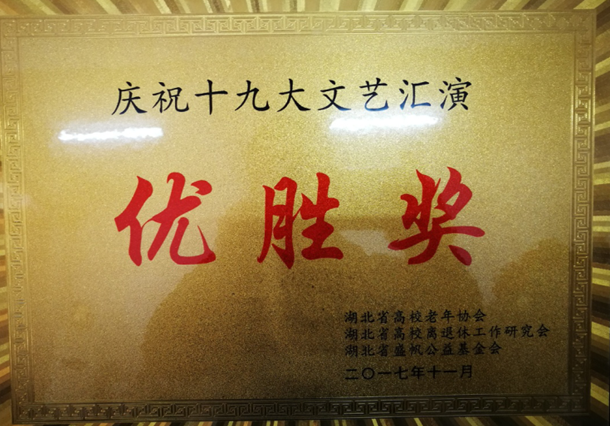 庆祝十九大文艺汇演
优胜奖
湖北省高校老年协会
湖北省高校离退休工作研究会
湖北省盛帆公益基金会
二〇一七年十一月